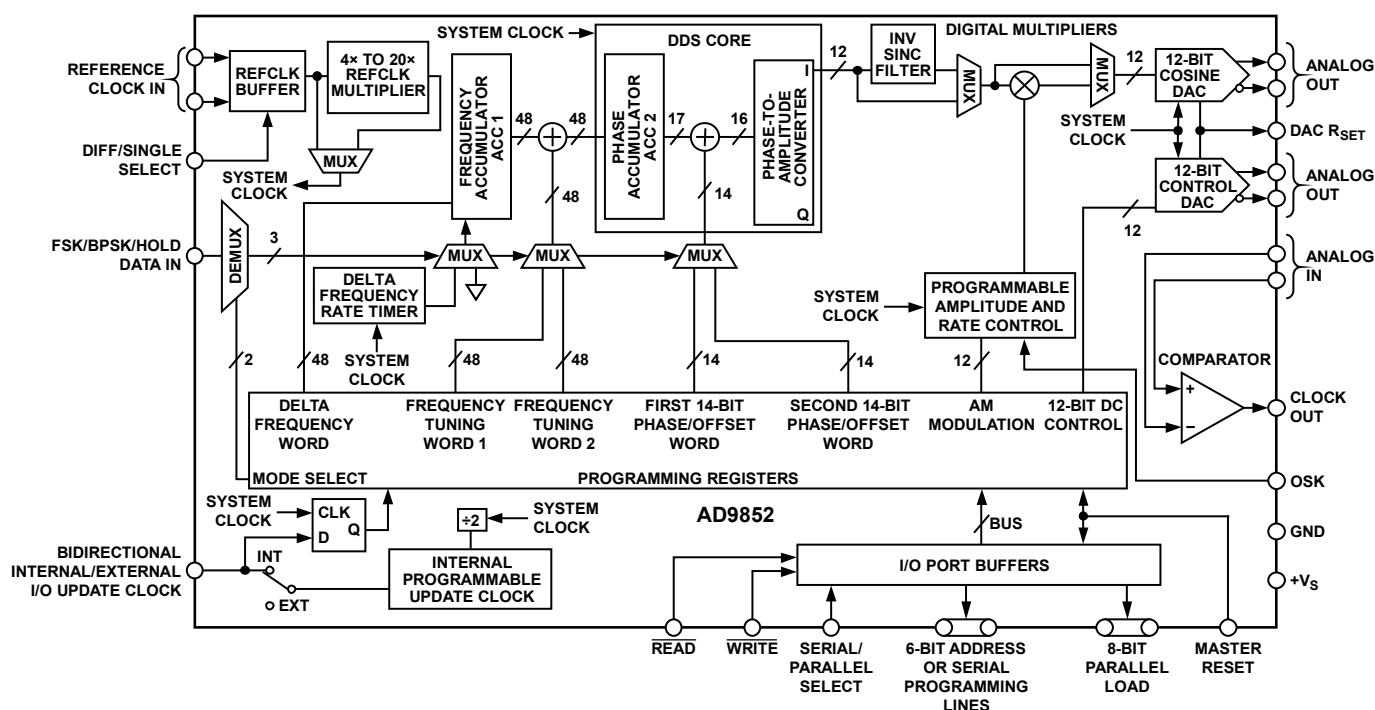 SYSTEM CLOCK
DDS CORE
DIGITAL MULTIPLIERS
REFERENCE
CLOCK IN
REFCLK
BUFFER
4× TO 20×
REFCLK
MULTIPLIER
MUX
SYSTEM
CLOCK
DIFF/SINGLE
SELECT
FREQUENCY
ACCUMULATOR
ACC 1
48
48
48
PHASE
ACCUMULATOR
ACC 2
17
14
16
PHASE-TO-
AMPLITUDE
CONVERTER
I
Q
12
INV
SINC
FILTER
MUX
MUX
12
12-BIT
COSINE
DAC
ANALOG
OUT
SYSTEM
CLOCK
DAC RSET
12-BIT
CONTROL
DAC
12
ANALOG
OUT
FSK/BPSK/HOLD
DATA IN
DEMUX
3
MUX
MUX
MUX
DELTA
FREQUENCY
RATE TIMER
SYSTEM
CLOCK
SYSTEM
CLOCK
PROGRAMMABLE
AMPLITUDE AND
RATE CONTROL
ANALOG
IN
COMPARATOR
+
−
CLOCK
OUT
2
48
48
48
14
14
12
DELTA
FREQUENCY
WORD
FREQUENCY
TUNING
WORD 1
FREQUENCY
TUNING
WORD 2
FIRST 14-BIT
PHASE/OFFSET
WORD
SECOND 14-BIT
PHASE/OFFSET
WORD
AM
MODULATION
12-BIT DC
CONTROL
MODE SELECT
PROGRAMMING REGISTERS
OSK
SYSTEM
CLOCK
CLK
D
Q
÷2
SYSTEM
CLOCK
AD9852
BUS
GND
BIDIRECTIONAL
INTERNAL/EXTERNAL
I/O UPDATE CLOCK
INT
EXT
INTERNAL
PROGRAMMABLE
UPDATE CLOCK
I/O PORT BUFFERS
+VS
READ
WRITE
SERIAL/
PARALLEL
SELECT
6-BIT ADDRESS
OR SERIAL
PROGRAMMING
LINES
8-BIT
PARALLEL
LOAD
MASTER
RESET